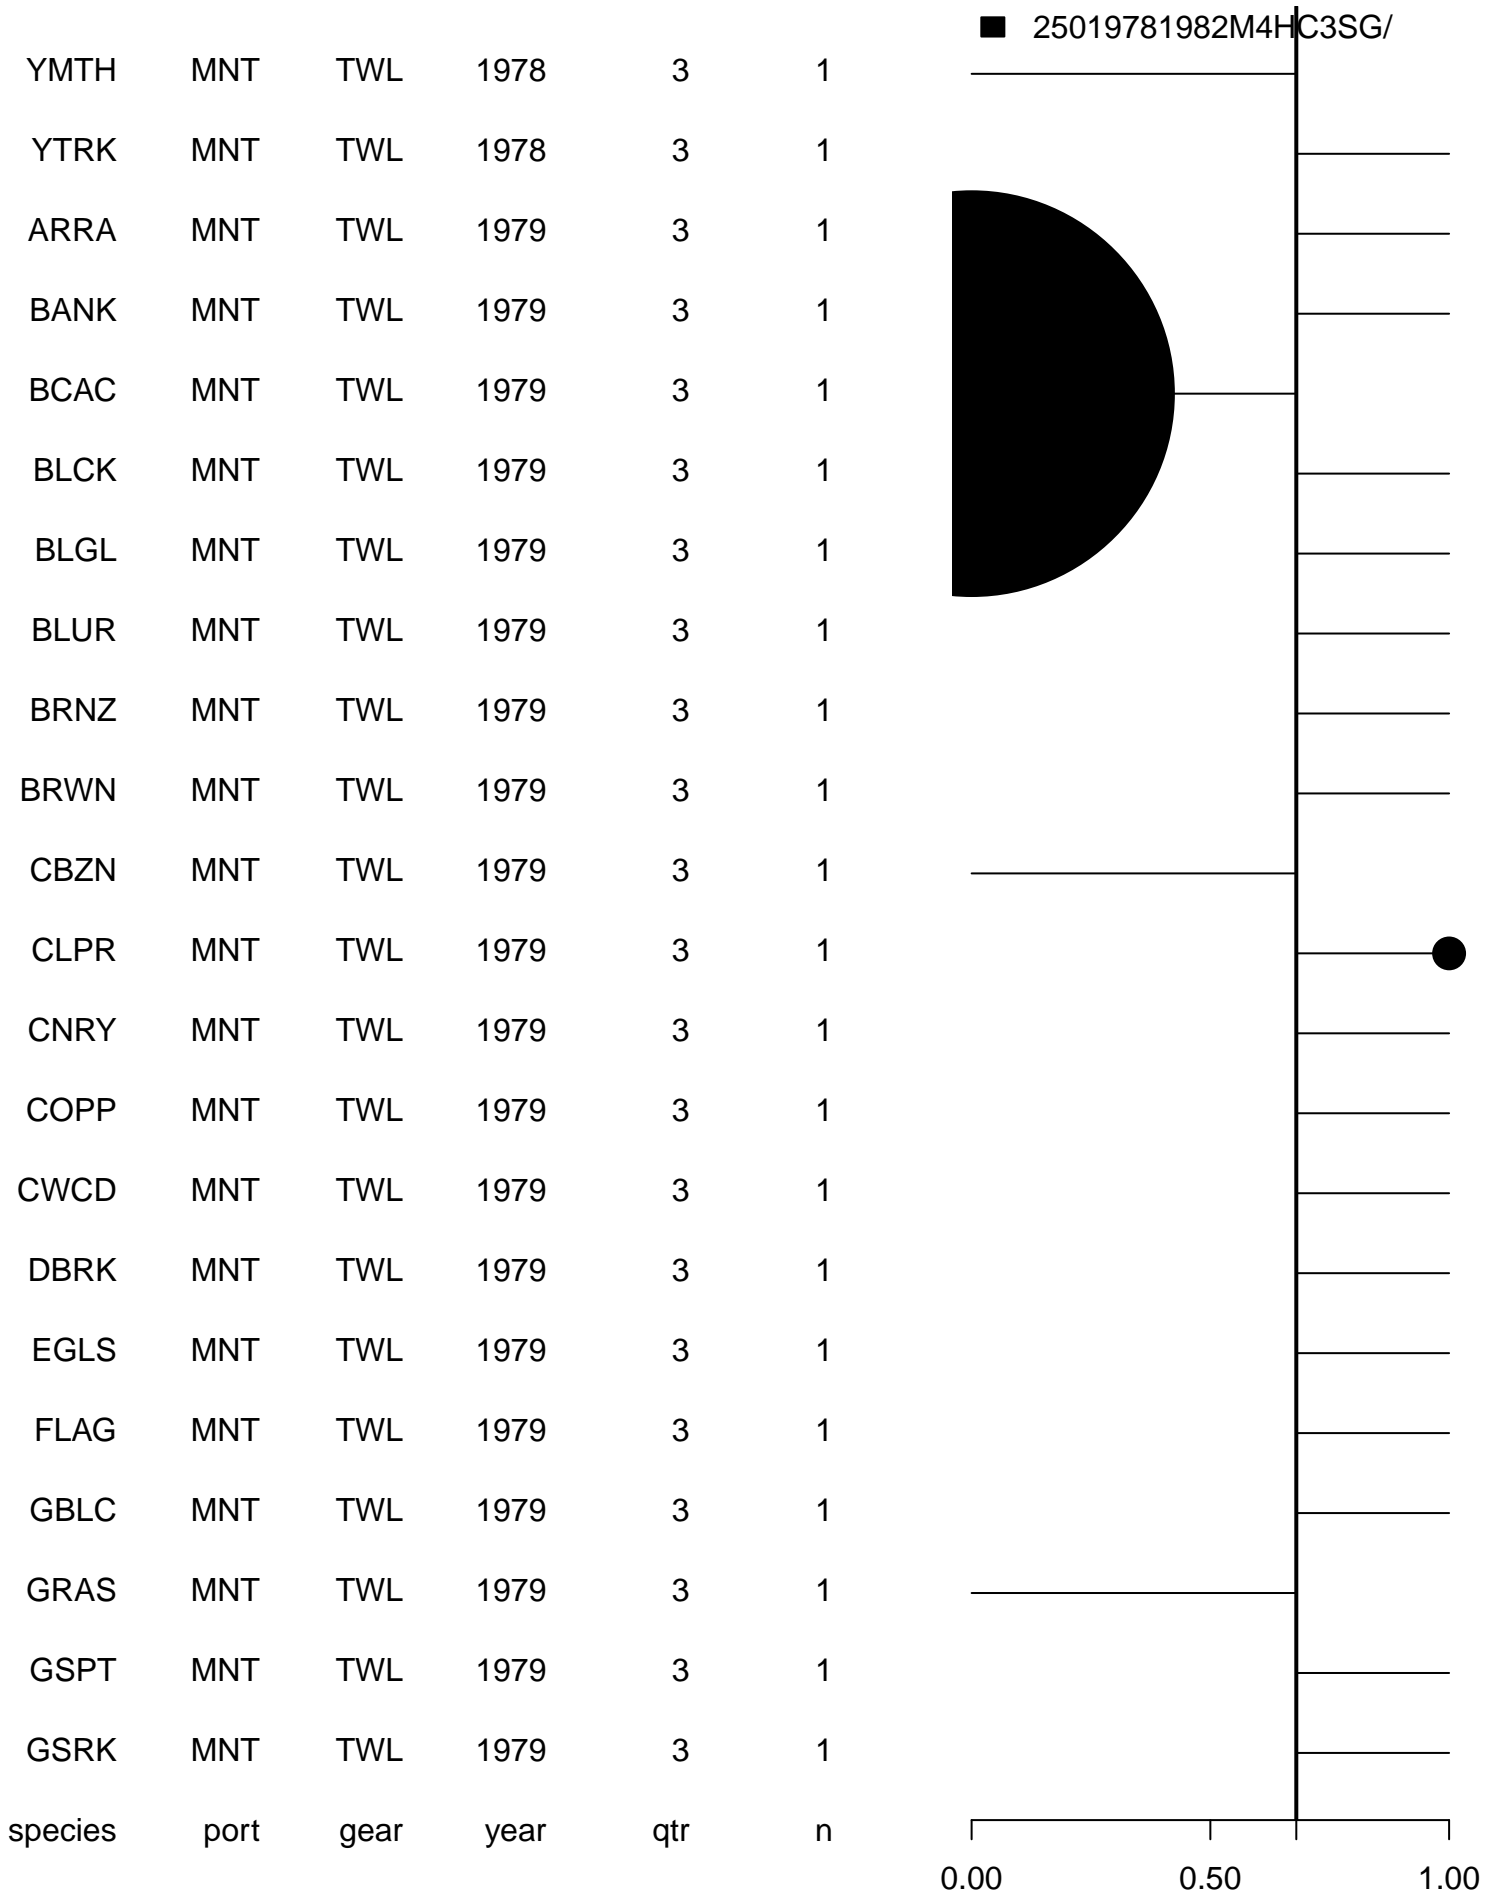 25019781982M4HC3SG/
YMTH MNT TWL 1978 3 1
YTRK MNT TWL 1978 3 1
ARRA MNT TWL 1979 3 1
BANK MNT TWL 1979 3 1
BCAC MNT TWL 1979 3 1
BLCK MNT TWL 1979 3 1
BLGL MNT TWL 1979 3 1
BLUR MNT TWL 1979 3 1
BRNZ MNT TWL 1979 3 1
BRWN MNT TWL 1979 3 1
CBZN MNT TWL 1979 3 1
CLPR MNT TWL 1979 3 1
CNRY MNT TWL 1979 3 1
COPP MNT TWL 1979 3 1
CWCD MNT TWL 1979 3 1
DBRK MNT TWL 1979 3 1
EGLS MNT TWL 1979 3 1
FLAG MNT TWL 1979 3 1
GBLC MNT TWL 1979 3 1
GRAS MNT TWL 1979 3 1
GSPT MNT TWL 1979 3 1
GSRK MNT TWL 1979 3 1
species port gear year qtr n
0.00 0.50 1.00